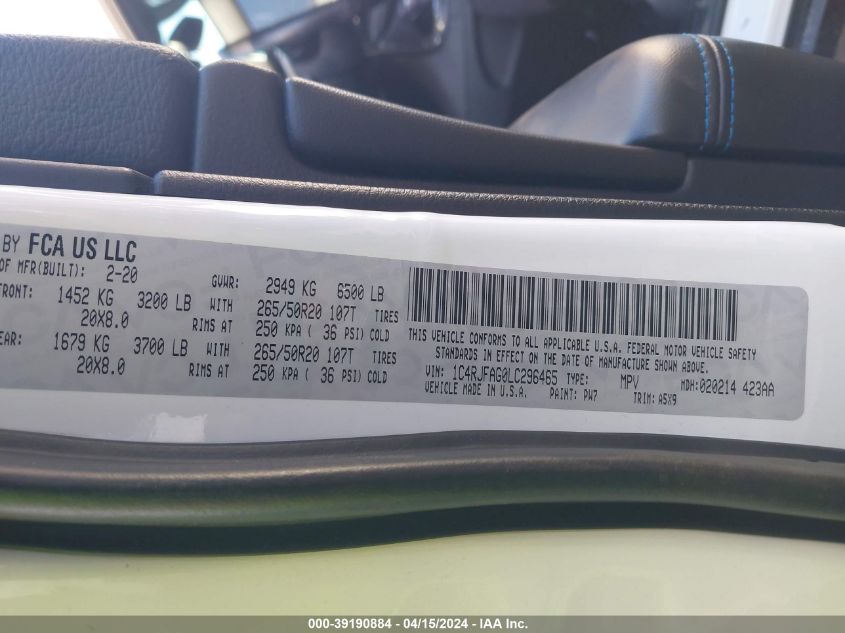 BY FCA US LLC
OF MFR(BUILT): 2-20
GVWR: 2949 KG 6500 LB
FRONT: 1452 KG 3200 LB WITH 265/50R20 107T TIRES
20X8.0 RIMS AT 250 KPA ( 36 PSI) COLD
EAR: 1679 KG 3700 LB WITH 265/50R20 107T TIRES
20X8.0 RIMS AT 250 KPA ( 36 PSI) COLD
THIS VEHICLE CONFORMS TO ALL APPLICABLE U.S.A. FEDERAL MOTOR VEHICLE SAFETY
STANDARDS IN EFFECT ON THE DATE OF MANUFACTURE SHOWN ABOVE.
VIN: 1C4RJFAG0LC296465 TYPE: MPV MDH:020214 423AA
VEHICLE MADE IN U.S.A. PAINT: PW7 TRIM: A5X9
000-39190884 - 04/15/2024 - IAA Inc.